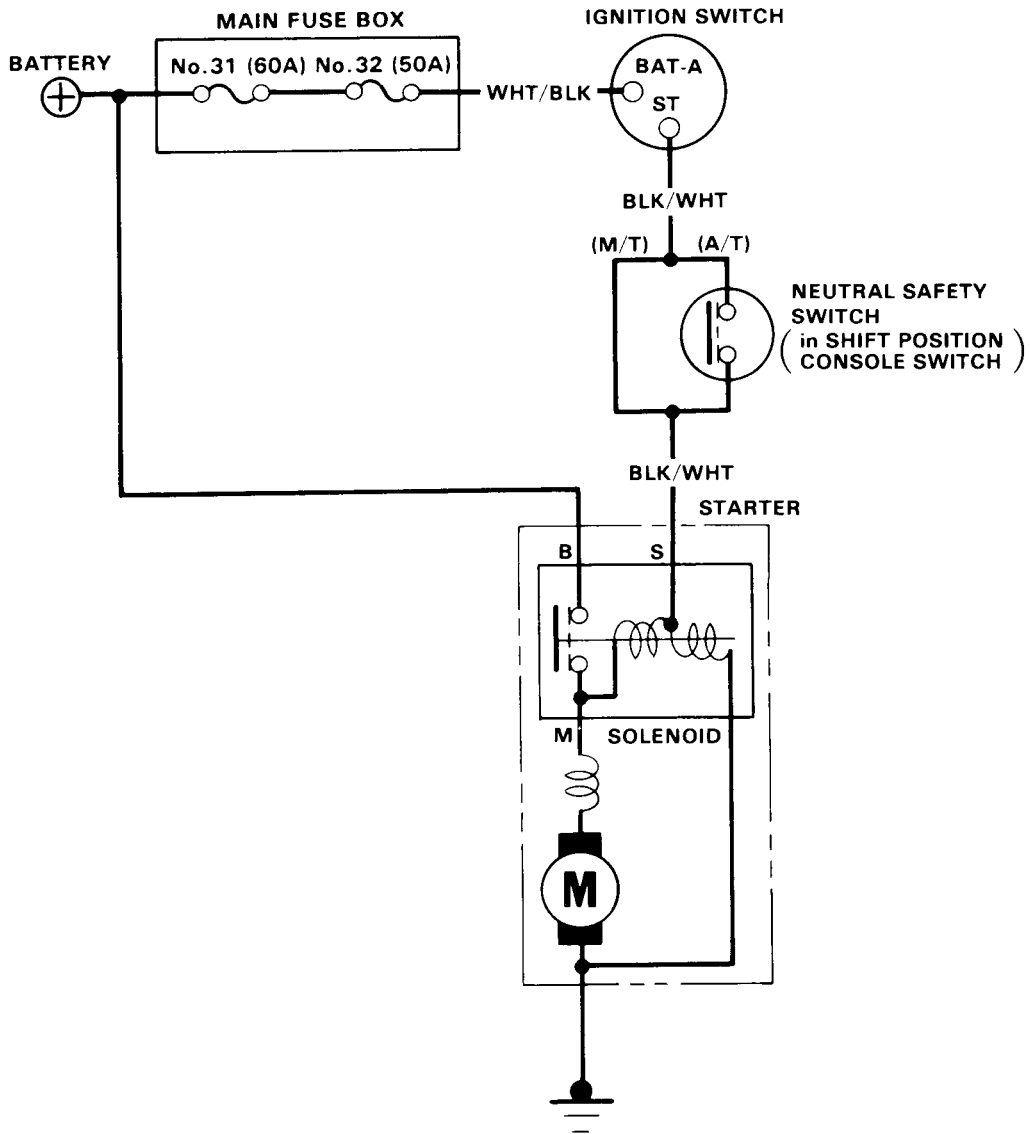 MAIN FUSE BOX
IGNITION SWITCH
BATTERY
No.31 (60A) No.32 (50A)
WHT/BLK
BAT-A
ST
BLK/WHT
(M/T)
(A/T)
NEUTRAL SAFETY
SWITCH
(in SHIFT POSITION
CONSOLE SWITCH)
BLK/WHT
STARTER
B
S
M
SOLENOID
M